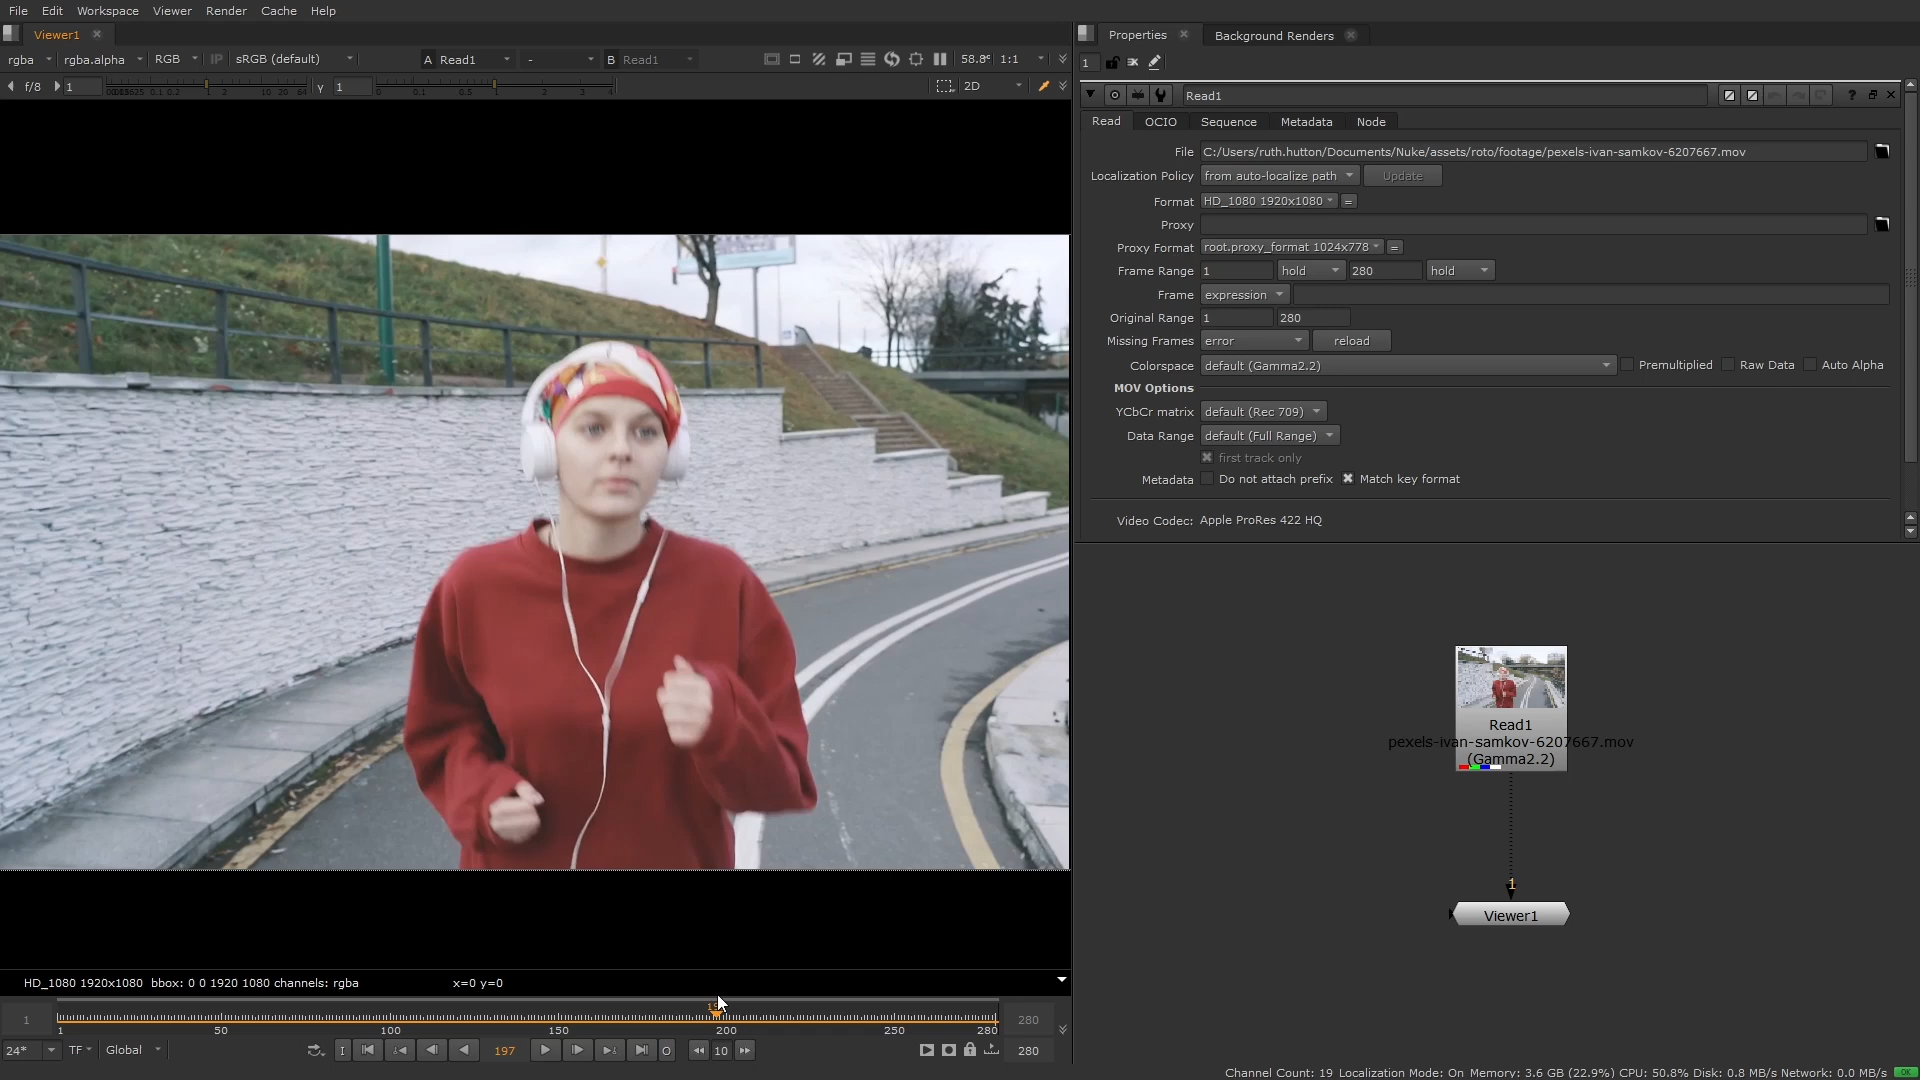 File Edit Workspace Viewer Render Cache Help
Viewer1
Properties Background Renders
rgba rgba.alpha RGB IP sRGB (default) A Read1 - B Read1 1:1
1
f/8 1 γ 1 2D
Read1 ?
Read OCIO Sequence Metadata Node
File C:/Users/ruth.hutton/Documents/Nuke/assets/roto/footage/pexels-ivan-samkov-6207667.mov
Localization Policy from auto-localize path Update
Format HD_1080 1920x1080 =
Proxy
Proxy Format root.proxy_format 1024x778 =
Frame Range 1 hold 280 hold
Frame expression
Original Range 1 280
Missing Frames error reload
Colorspace default (Gamma2.2) Premultiplied Raw Data Auto Alpha
MOV Options
YCbCr matrix default (Rec 709)
Data Range default (Full Range)
first track only
Metadata Do not attach prefix Match key format
Video Codec: Apple ProRes 422 HQ
Read1
pexels-ivan-samkov-6207667.mov
(Gamma2.2)
1
Viewer1
HD_1080 1920x1080 bbox: 0 0 1920 1080 channels: rgba x=0 y=0
1 280
1 50 100 150 200 250 280
24* TF Global I 197 O 10 280
Channel Count: 19 Localization Mode: On Memory: 3.6 GB (22.9%) CPU: 50.8% Disk: 0.8 MB/s Network: 0.0 MB/s OK